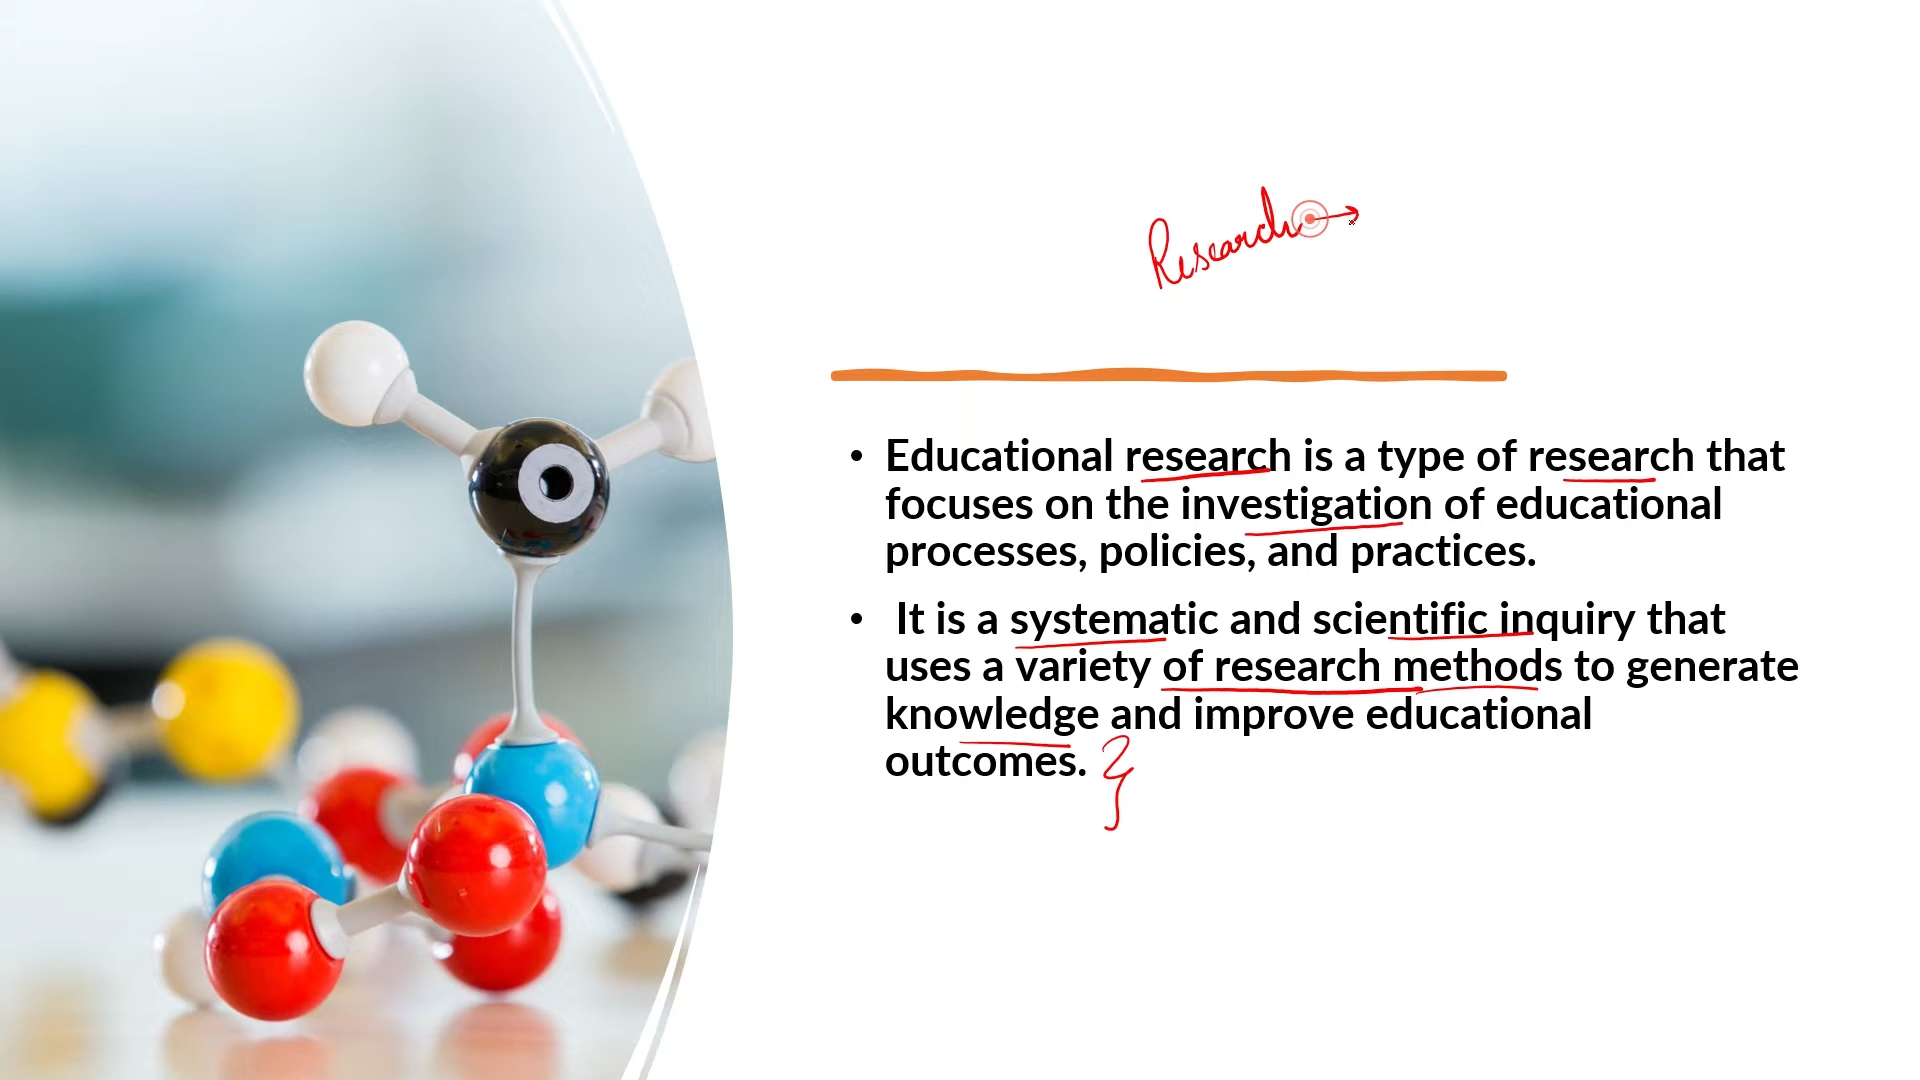 Research
• Educational research is a type of research that
focuses on the investigation of educational
processes, policies, and practices.
• It is a systematic and scientific inquiry that
uses a variety of research methods to generate
knowledge and improve educational
outcomes.